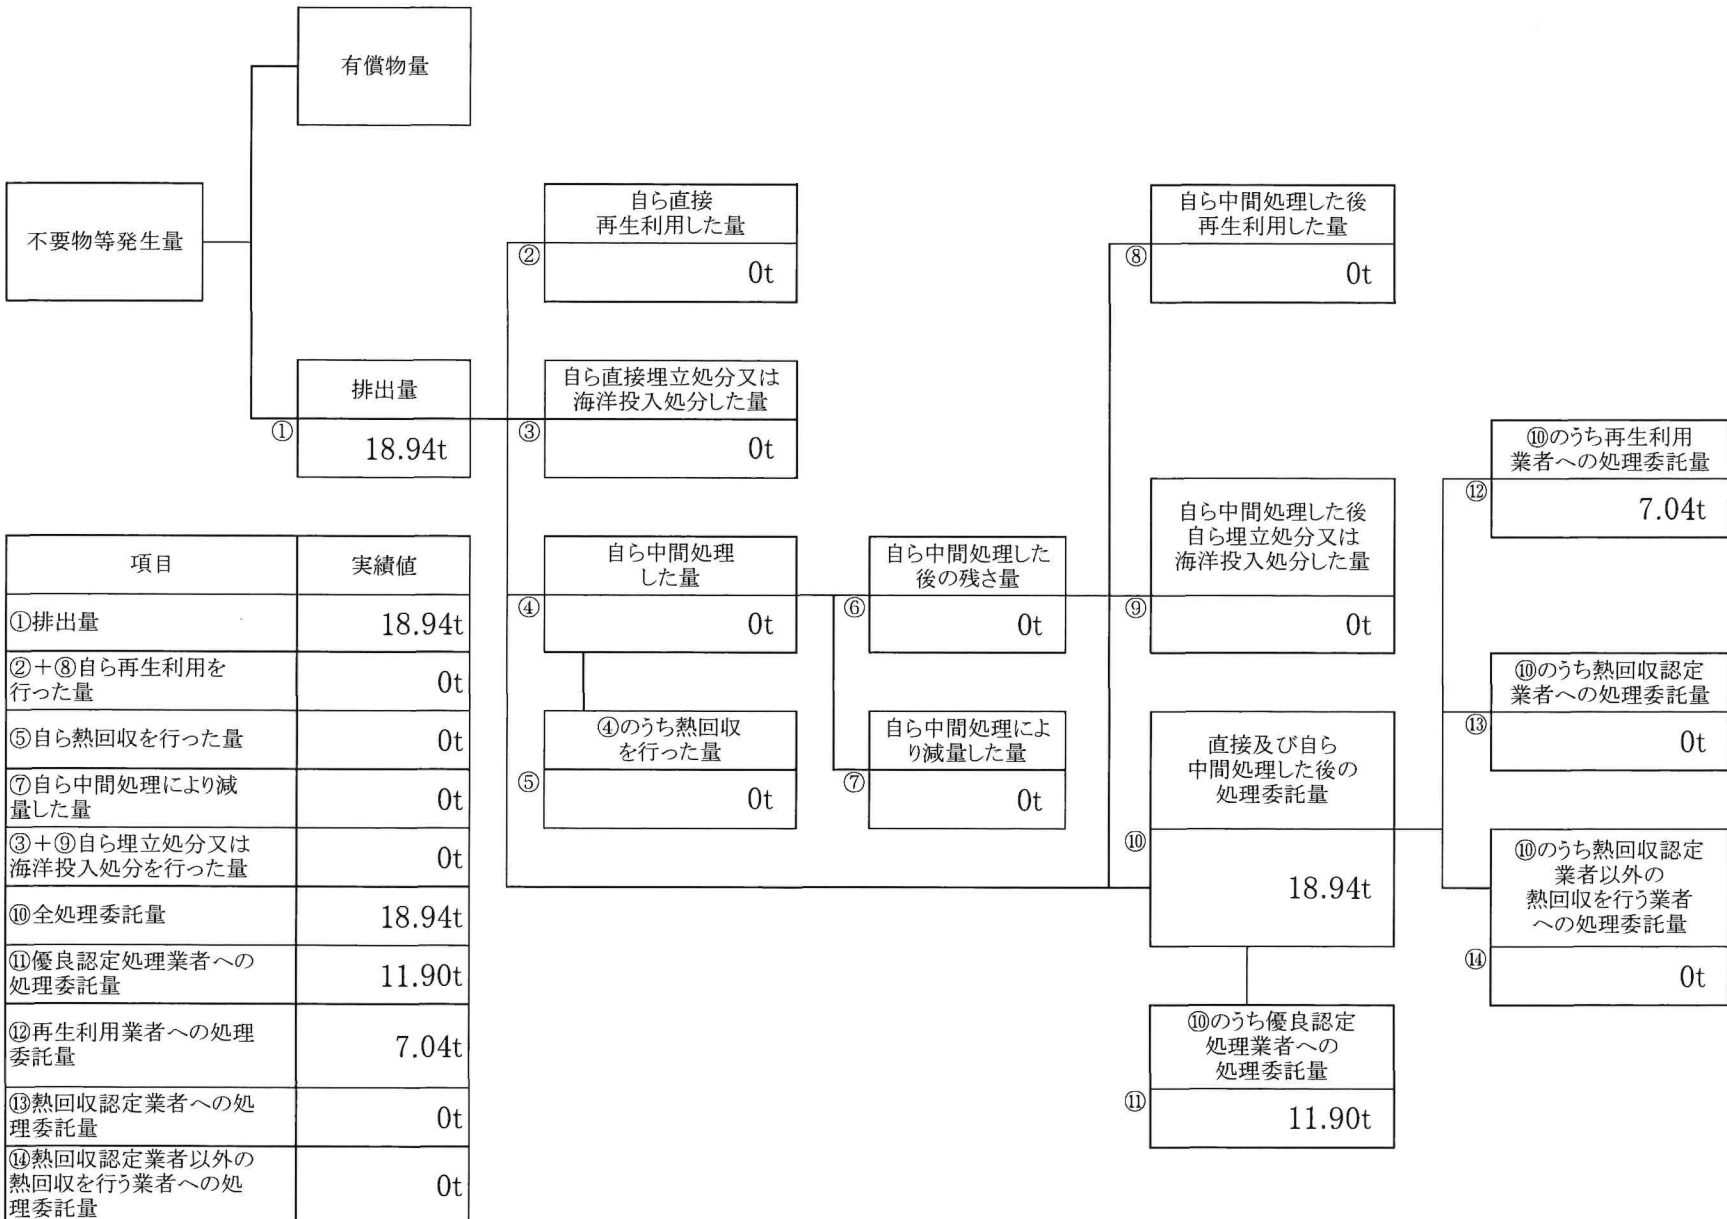 有償物量
不要物等発生量
自ら直接
再生利用した量
②
0t
自ら中間処理した後
再生利用した量
⑧
0t
排出量
①
18.94t
自ら直接埋立処分又は
海洋投入処分した量
③
0t
⑩のうち再生利用
業者への処理委託量
⑫
7.04t
自ら中間処理
した量
④
0t
自ら中間処理した
後の残さ量
⑥
0t
自ら中間処理した後
自ら埋立処分又は
海洋投入処分した量
⑨
0t
⑩のうち熱回収認定
業者への処理委託量
⑬
0t
④のうち熱回収
を行った量
⑤
0t
自ら中間処理によ
り減量した量
⑦
0t
直接及び自ら
中間処理した後の
処理委託量
⑩
18.94t
⑩のうち熱回収認定
業者以外の
熱回収を行う業者
への処理委託量
⑭
0t
⑩のうち優良認定
処理業者への
処理委託量
⑪
11.90t
項目 実績値
①排出量 18.94t
②+⑧自ら再生利用を
行った量 0t
⑤自ら熱回収を行った量 0t
⑦自ら中間処理により減
量した量 0t
③+⑨自ら埋立処分又は
海洋投入処分を行った量 0t
⑩全処理委託量 18.94t
⑪優良認定処理業者への
処理委託量 11.90t
⑫再生利用業者への処理
委託量 7.04t
⑬熱回収認定業者への処
理委託量 0t
⑭熱回収認定業者以外の
熱回収を行う業者への処
理委託量 0t